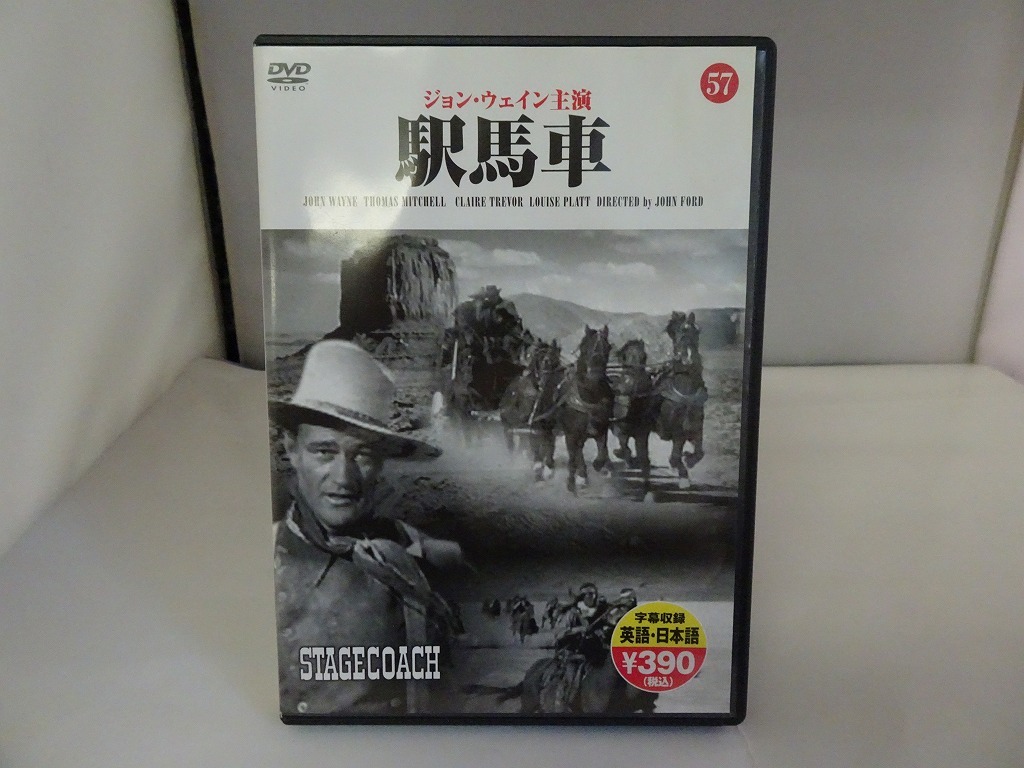 DVD
VIDEO
57
ジョン・ウェイン主演
駅馬車
JOHN WAYNE THOMAS MITCHELL CLAIRE TREVOR LOUISE PLATT DIRECTED by JOHN FORD
STAGECOACH
字幕収録
英語・日本語
¥390
(税込)